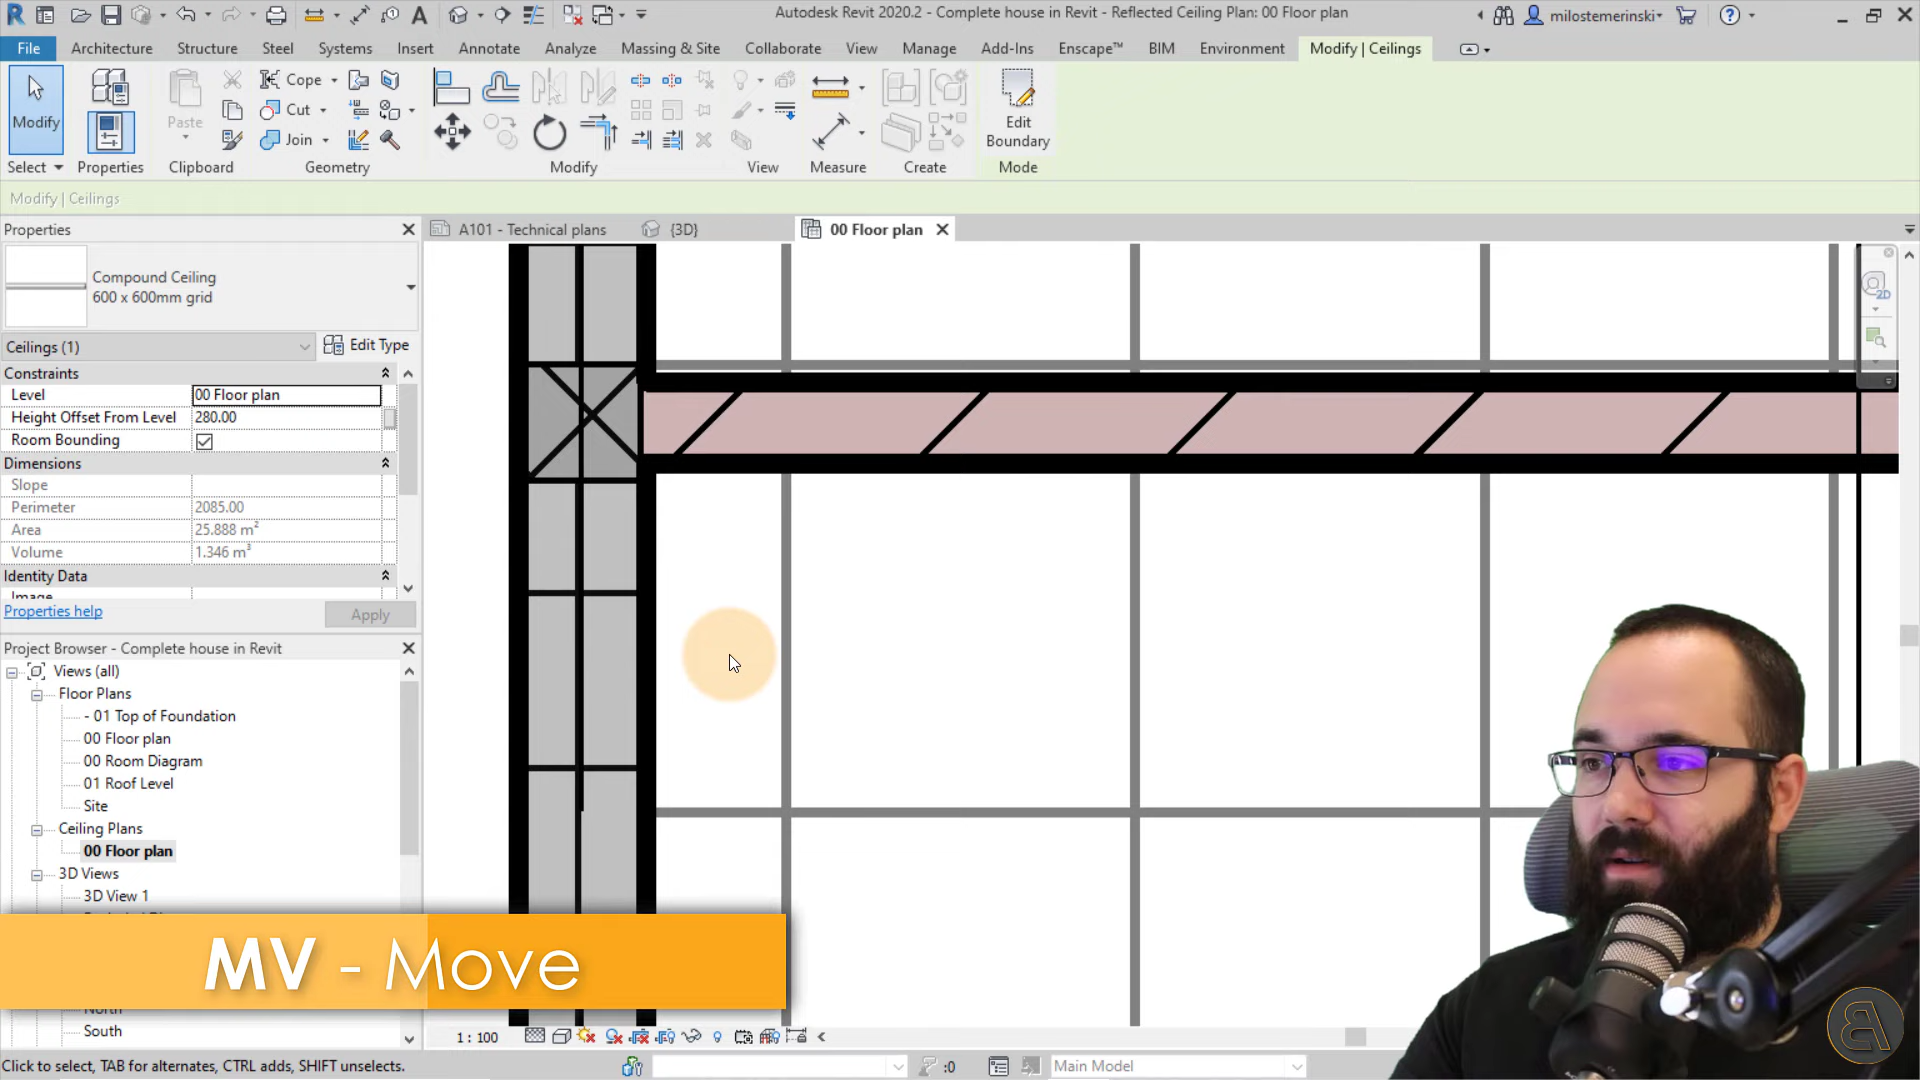 Autodesk Revit 2020.2 - Complete house in Revit - Reflected Ceiling Plan: 00 Floor plan
milostemerinski
File Architecture Structure Steel Systems Insert Annotate Analyze Massing & Site Collaborate View Manage Add-Ins Enscape™ BIM Environment Modify | Ceilings
Modify
Paste
Cope
Cut
Join
Edit
Boundary
Select Properties Clipboard Geometry Modify View Measure Create Mode
Modify | Ceilings
Properties
A101 - Technical plans {3D} 00 Floor plan
Compound Ceiling
600 x 600mm grid
Ceilings (1) Edit Type
Constraints
Level 00 Floor plan
Height Offset From Level 280.00
Room Bounding
Dimensions
Slope
Perimeter 2085.00
Area 25.888 m²
Volume 1.346 m³
Identity Data
Image
Properties help Apply
Project Browser - Complete house in Revit
Views (all)
Floor Plans
- 01 Top of Foundation
00 Floor plan
00 Room Diagram
01 Roof Level
Site
Ceiling Plans
00 Floor plan
3D Views
3D View 1
MV - Move
North
South
1 : 100
Click to select, TAB for alternates, CTRL adds, SHIFT unselects. :0 Main Model
2D